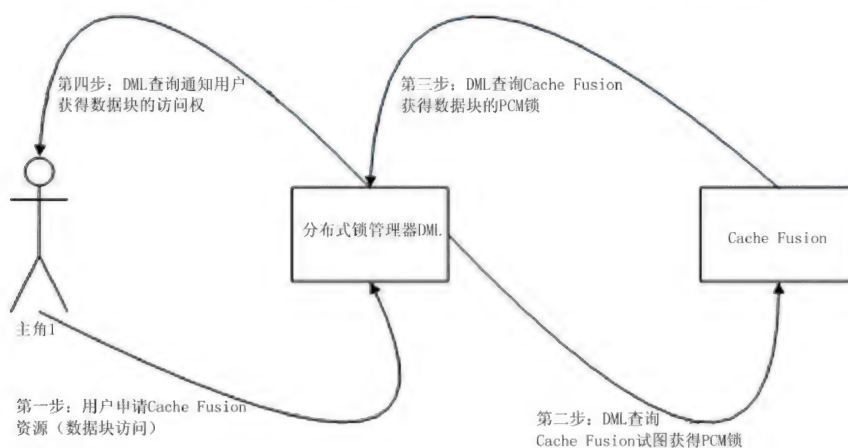 第四步：DML查询通知用户
获得数据块的访问权
第三步：DML查询Cache Fusion
获得数据块的PCM锁
分布式锁管理器DML
Cache Fusion
主角1
第一步：用户申请Cache Fusion
资源（数据块访问）
第二步：DML查询
Cache Fusion试图获得PCM锁